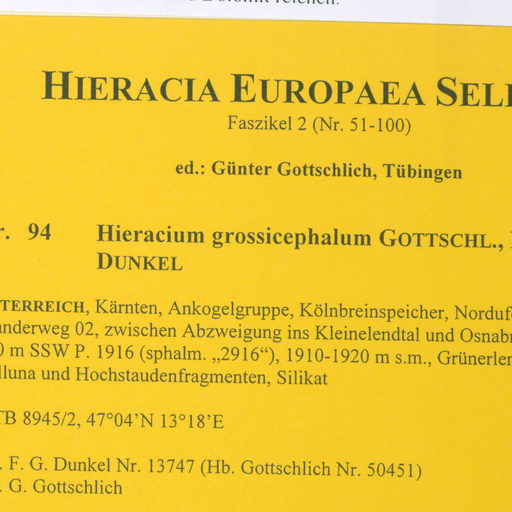 HIERACIA EUROPAEA
Faszikel 2 (Nr. 51-100)
ed.: Günter Gottschlich, Tübingen
94 Hieracium grossicephalum GOTTSCHL.,
DUNKEL
TERREICH, Kärnten, Ankogelgruppe, Kölnbreinspeicher, Norduf
anderweg 02, zwischen Abzweigung ins Kleinelendtal und Osnab
0 m SSW P. 1916 (sphalm. „2916“), 1910-1920 m s.m., Grünerlen
lluna und Hochstaudenfragmenten, Silikat
TB 8945/2, 47°04’N 13°18’E
F. G. Dunkel Nr. 13747 (Hb. Gottschlich Nr. 50451)
G. Gottschlich